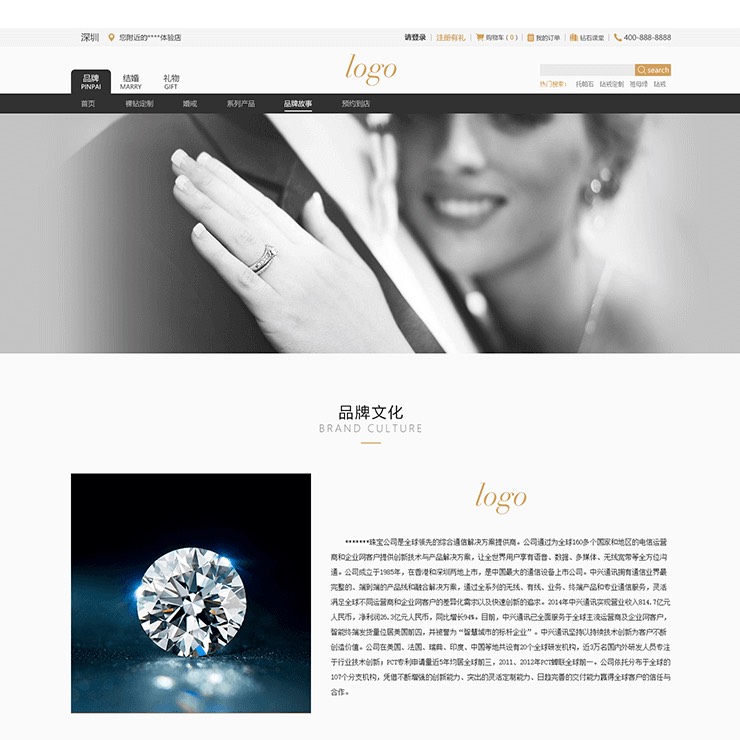 深圳 您附近的****体验店 请登录 | 注册有礼 | 购物车 ( 0 ) | 我的订单 | 钻石课堂 | 400-888-8888
logo
品牌 结婚 礼物
PINPAI MARRY GIFT
search
热门搜索： 托帕石 钻戒定制 祖母绿 钻戒
首页 裸钻定制 婚戒 系列产品 品牌故事 预约到店
品牌文化
BRAND CULTURE
logo
*******珠宝公司是全球领先的综合通信解决方案提供商。公司通过为全球160多个国家和地区的电信运营
商和企业网客户提供创新技术与产品解决方案，让全世界用户享有语音、数据、多媒体、无线宽带等全方位沟
通。公司成立于1985年，在香港和深圳两地上市，是中国最大的通信设备上市公司。中兴通讯拥有通信业界最
完整的、端到端的产品线和融合解决方案，通过全系列的无线、有线、业务、终端产品和专业通信服务，灵活
满足全球不同运营商和企业网客户的差异化需求以及快速创新的追求。2014年中兴通讯实现营业收入814.7亿元
人民币，净利润26.3亿元人民币，同比增长94%。目前，中兴通讯已全面服务于全球主流运营商及企业网客户，
智能终端发货量位居美国前四，并被誉为“智慧城市的标杆企业”。中兴通讯坚持以持续技术创新为客户不断
创造价值。公司在美国、法国、瑞典、印度、中国等地共设有20个全球研发机构，近3万名国内外研发人员专注
于行业技术创新；PCT专利申请量近5年均居全球前三，2011、2012年PCT蝉联全球前一。公司依托分布于全球的
107个分支机构，凭借不断增强的创新能力、突出的灵活定制能力、日趋完善的交付能力赢得全球客户的信任与
合作。